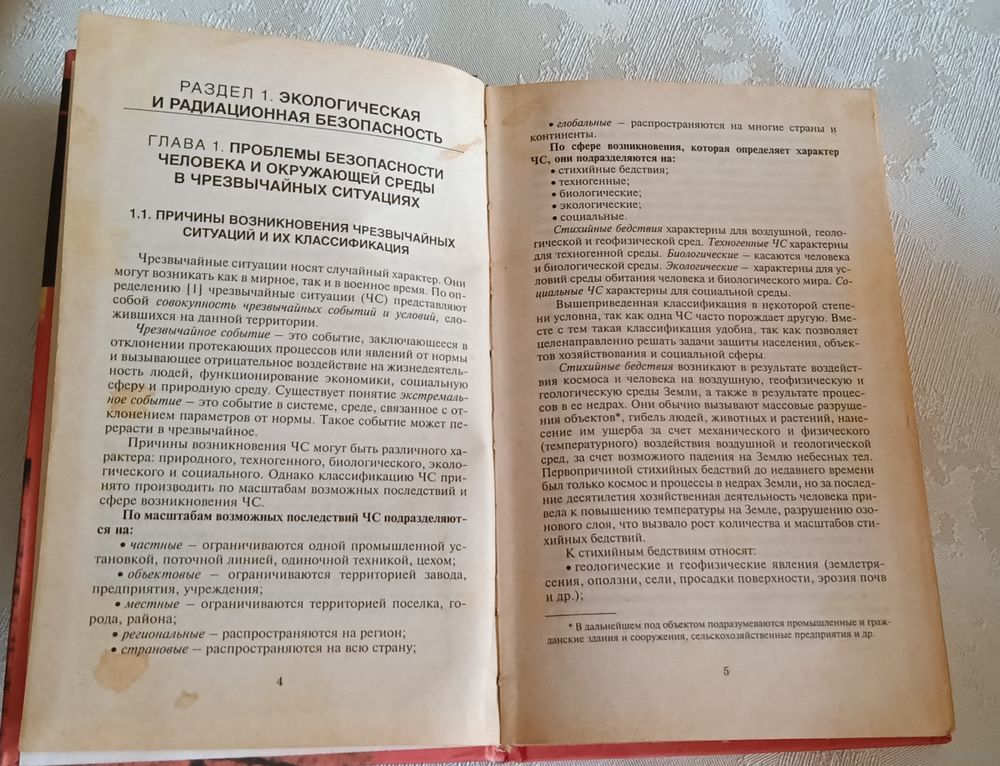 РАЗДЕЛ 1. ЭКОЛОГИЧЕСКАЯ
И РАДИАЦИОННАЯ БЕЗОПАСНОСТЬ
ГЛАВА 1. ПРОБЛЕМЫ БЕЗОПАСНОСТИ
ЧЕЛОВЕКА И ОКРУЖАЮЩЕЙ СРЕДЫ
В ЧРЕЗВЫЧАЙНЫХ СИТУАЦИЯХ
1.1. ПРИЧИНЫ ВОЗНИКНОВЕНИЯ ЧРЕЗВЫЧАЙНЫХ
СИТУАЦИЙ И ИХ КЛАССИФИКАЦИЯ
Чрезвычайные ситуации носят случайный характер. Они
могут возникать как в мирное, так и в военное время. По оп-
ределению [1] чрезвычайные ситуации (ЧС) представляют
собой совокупность чрезвычайных событий и условий, сло-
жившихся на данной территории.
Чрезвычайное событие – это событие, заключающееся в
отклонении протекающих процессов или явлений от нормы
и вызывающее отрицательное воздействие на жизнедеятель-
ность людей, функционирование экономики, социальную
сферу и природную среду. Существует понятие экстремаль-
ное событие – это событие в системе, среде, связанное с от-
клонением параметров от нормы. Такое событие может пе-
рерасти в чрезвычайное.
Причины возникновения ЧС могут быть различного ха-
рактера: природного, техногенного, биологического, эколо-
гического и социального. Однако классификацию ЧС при-
нято производить по масштабам возможных последствий и
сфере возникновения ЧС.
По масштабам возможных последствий ЧС подразделяют-
ся на:
• частные – ограничиваются одной промышленной ус-
тановкой, поточной линией, одиночной техникой, цехом;
• объектовые – ограничиваются территорией завода,
предприятия, учреждения;
• местные – ограничиваются территорией поселка, го-
рода, района;
• региональные – распространяются на регион;
• страновые – распространяются на всю страну;
4
• глобальные – распространяются на многие страны и
континенты.
По сфере возникновения, которая определяет характер
ЧС, они подразделяются на:
• стихийные бедствия;
• техногенные;
• биологические;
• экологические;
• социальные.
Стихийные бедствия характерны для воздушной, геоло-
гической и геофизической сред. Техногенные ЧС характерны
для техногенной среды. Биологические – касаются человека
и биологической среды. Экологические – характерны для ус-
ловий среды обитания человека и биологического мира. Со-
циальные ЧС характерны для социальной среды.
Вышеприведенная классификация в некоторой степе-
ни условна, так как одна ЧС часто порождает другую. Вме-
сте с тем такая классификация удобна, так как позволяет
целенаправленно решать задачи защиты населения, объек-
тов хозяйствования и социальной сферы.
Стихийные бедствия возникают в результате воздейст-
вия космоса и человека на воздушную, геофизическую и
геологическую среды Земли, а также в результате процес-
сов в ее недрах. Они обычно вызывают массовые разруше-
ния объектов*, гибель людей, животных и растений, нане-
сение им ущерба за счет механического и физического
(температурного) воздействия воздушной и геологической
сред, за счет возможного падения на Землю небесных тел.
Первопричиной стихийных бедствий до недавнего времени
был только космос и процессы в недрах Земли, но за послед-
ние десятилетия хозяйственная деятельность человека при-
вела к повышению температуры на Земле, разрушению озо-
нового слоя, что вызвало рост количества и масштабов сти-
хийных бедствий.
К стихийным бедствиям относят:
• геологические и геофизические явления (землетря-
сения, оползни, сели, просадки поверхности, эрозия почв
и др.);
* В дальнейшем под объектом подразумеваются промышленные и граж-
данские здания и сооружения, сельскохозяйственные предприятия и др.
5